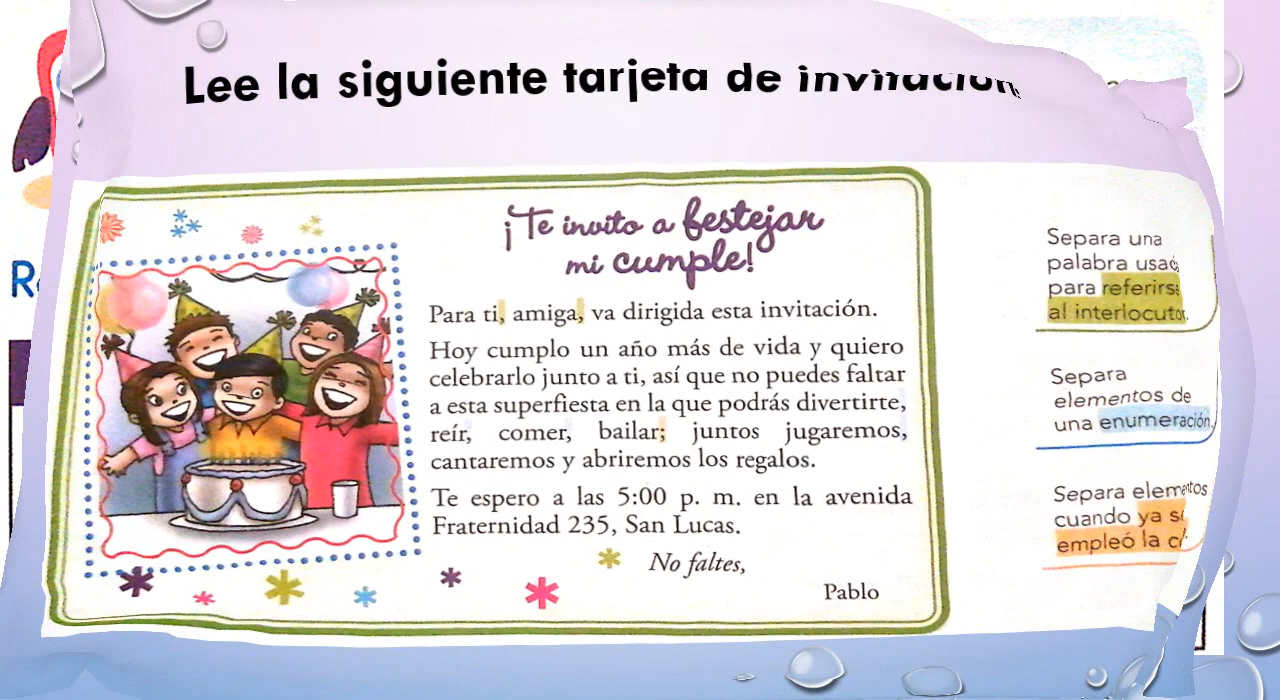 Lee la siguiente tarjeta de invitación
¡Te invito a festejar
mi cumple!
Para ti, amiga, va dirigida esta invitación.
Hoy cumplo un año más de vida y quiero
celebrarlo junto a ti, así que no puedes faltar
a esta superfiesta en la que podrás divertirte,
reír, comer, bailar; juntos jugaremos,
cantaremos y abriremos los regalos.
Te espero a las 5:00 p. m. en la avenida
Fraternidad 235, San Lucas.
No faltes,
Pablo
Separa una
palabra usada
para referirse
al interlocutor.
Separa
elementos de
una enumeración.
Separa elementos
cuando ya se
empleó la